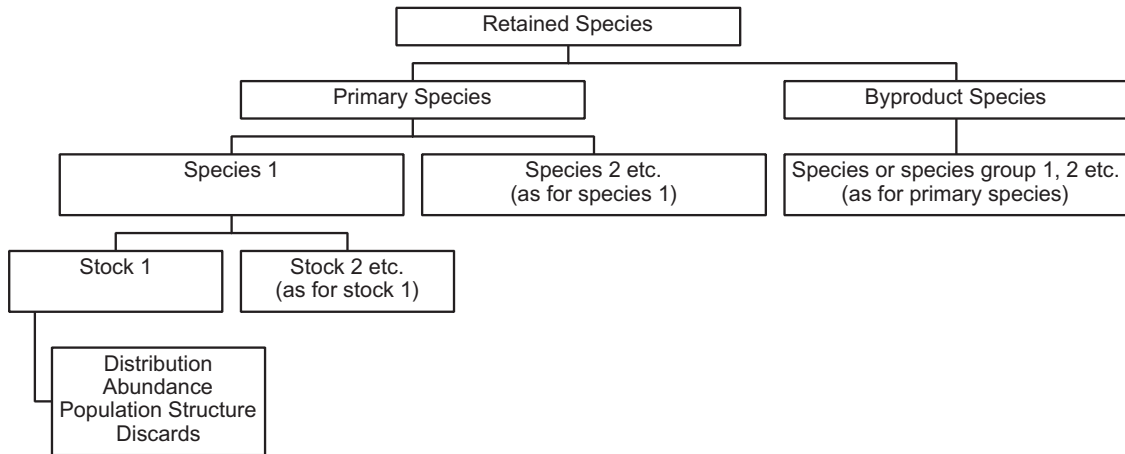 Retained Species
Primary Species
Byproduct Species
Species 1
Species 2 etc.
(as for species 1)
Species or species group 1, 2 etc.
(as for primary species)
Stock 1
Stock 2 etc.
(as for stock 1)
Distribution
Abundance
Population Structure
Discards